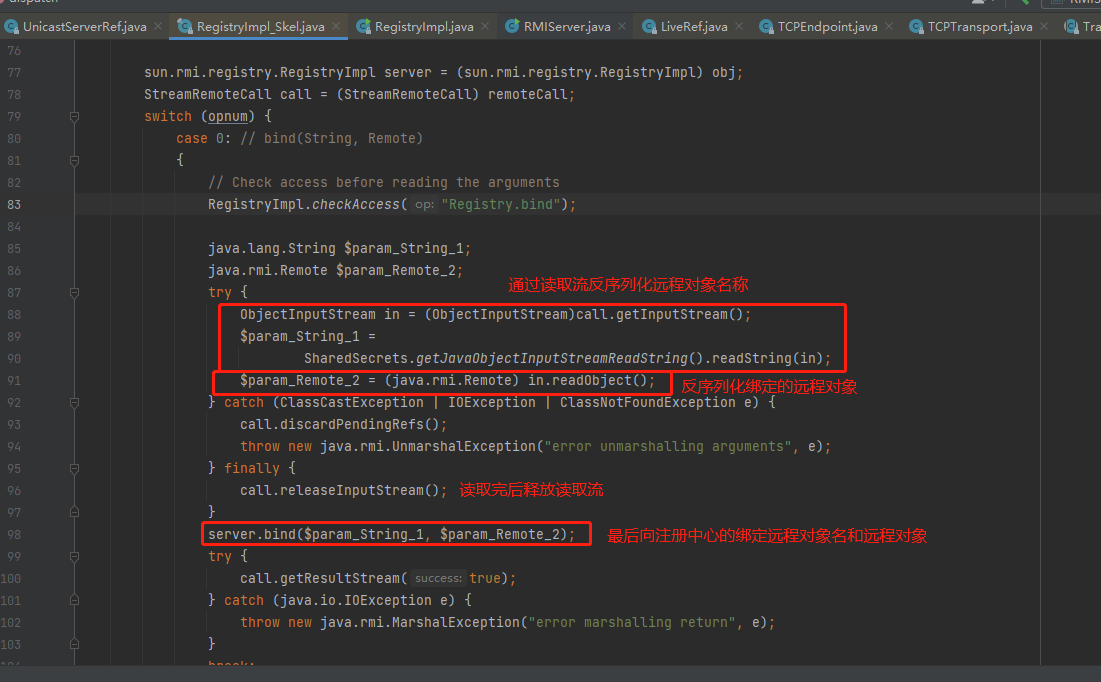 dispatch
RMIS
UnicastServerRef.java × RegistryImpl_Skel.java × RegistryImpl.java × RMIServer.java × LiveRef.java × TCPEndpoint.java × TCPTransport.java × Tra
76
77 sun.rmi.registry.RegistryImpl server = (sun.rmi.registry.RegistryImpl) obj;
78 StreamRemoteCall call = (StreamRemoteCall) remoteCall;
79 switch (opnum) {
80 case 0: // bind(String, Remote)
81 {
82 // Check access before reading the arguments
83 RegistryImpl.checkAccess( op: "Registry.bind");
84
85 java.lang.String $param_String_1;
86 java.rmi.Remote $param_Remote_2;
87 try { 通过读取流反序列化远程对象名称
88 ObjectInputStream in = (ObjectInputStream)call.getInputStream();
89 $param_String_1 =
90 SharedSecrets.getJavaObjectInputStreamReadString().readString(in);
91 $param_Remote_2 = (java.rmi.Remote) in.readObject(); 反序列化绑定的远程对象
92 } catch (ClassCastException | IOException | ClassNotFoundException e) {
93 call.discardPendingRefs();
94 throw new java.rmi.UnmarshalException("error unmarshalling arguments", e);
95 } finally {
96 call.releaseInputStream(); 读取完后释放读取流
97 }
98 server.bind($param_String_1, $param_Remote_2); 最后向注册中心的绑定远程对象名和远程对象
99 try {
100 call.getResultStream( success: true);
101 } catch (java.io.IOException e) {
102 throw new java.rmi.MarshalException("error marshalling return", e);
103 }
break;